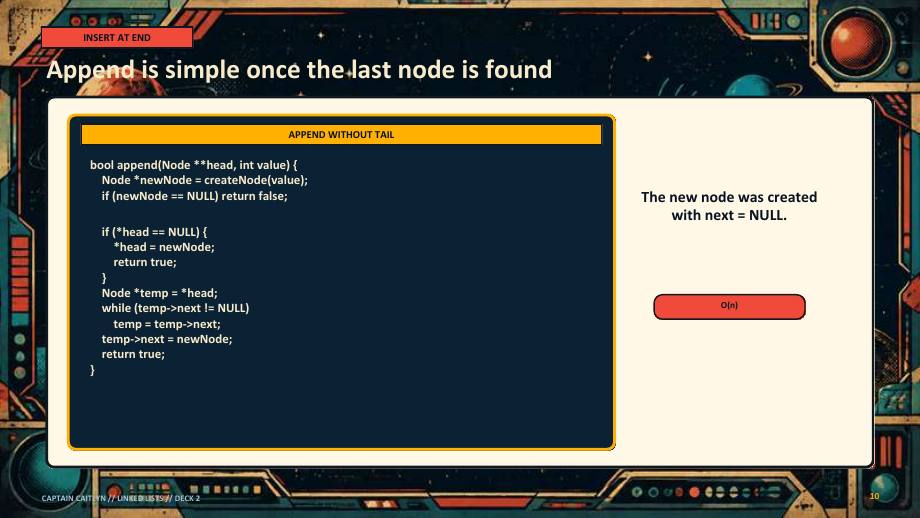 INSERT AT END
Append is simple once the last node is found
APPEND WITHOUT TAIL
bool append(Node **head, int value) {
    Node *newNode = createNode(value);
    if (newNode == NULL) return false;

    if (*head == NULL) {
        *head = newNode;
        return true;
    }
    Node *temp = *head;
    while (temp->next != NULL)
        temp = temp->next;
    temp->next = newNode;
    return true;
}
The new node was created
with next = NULL.
O(n)
CAPTAIN CAITLYN // LINKED LISTS // DECK 2
10